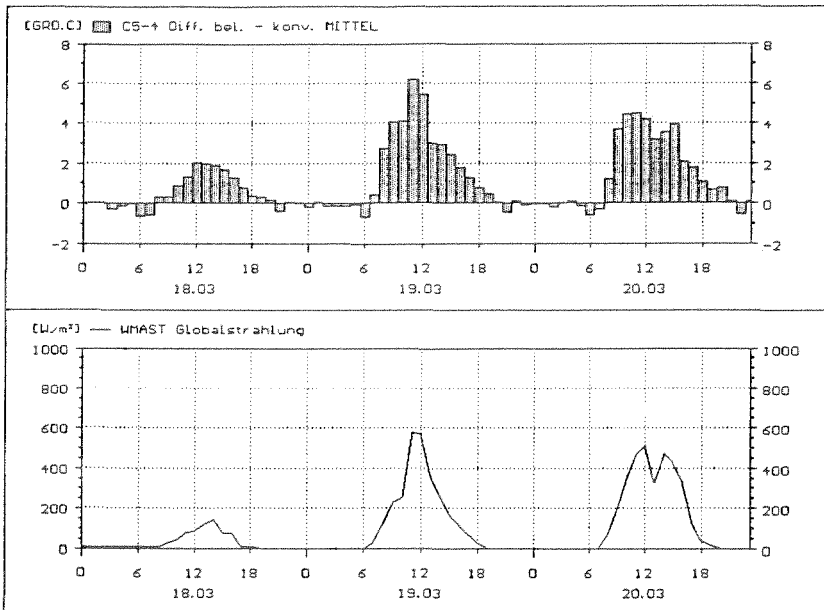 [GRD.C] C5-4 Diff. bel. - konv. MITTEL
8 8
6 6
4 4
2 2
0 0
-2 -2
0 6 12 18 0 6 12 18 0 6 12 18
18.03 19.03 20.03
[W/m²] WMAST Globalstrahlung
1000 1000
800 800
600 600
400 400
200 200
0 0
0 6 12 18 0 6 12 18 0 6 12 18
18.03 19.03 20.03